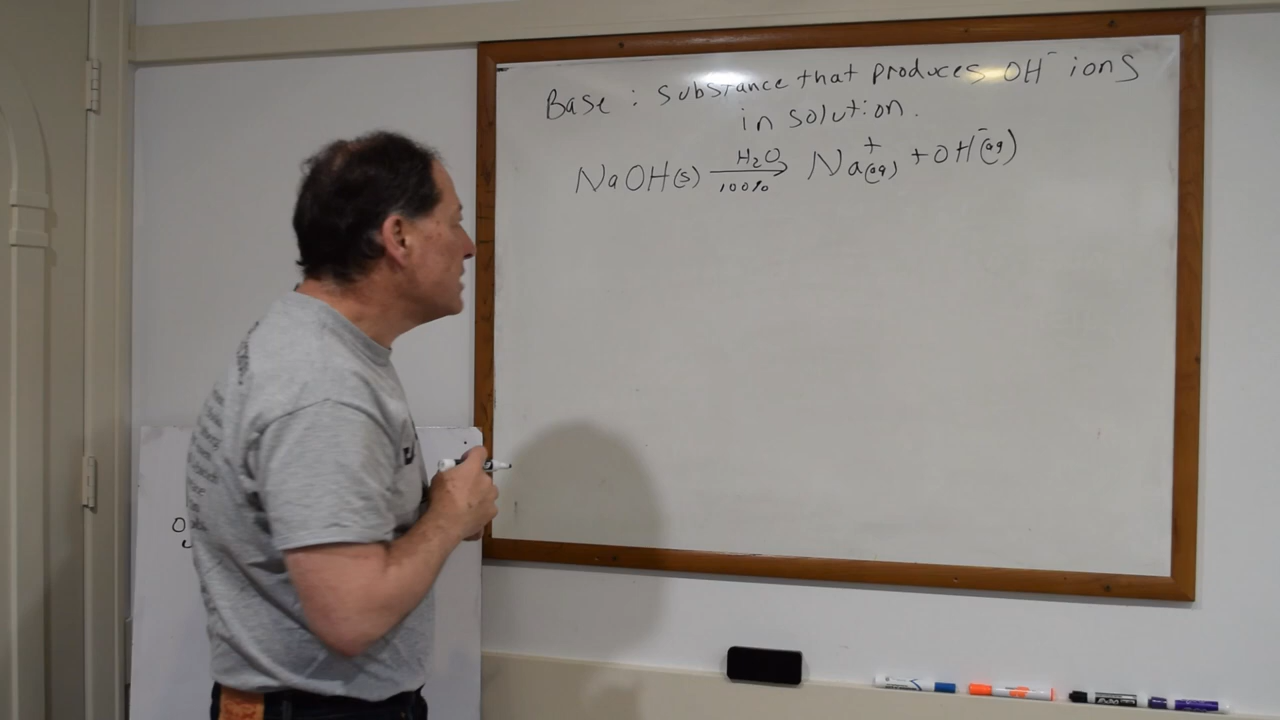 Base : substance that produces OH⁻ ions
in solution.
NaOH(s) H₂O 100% → Na⁺(aq) + OH⁻(aq)